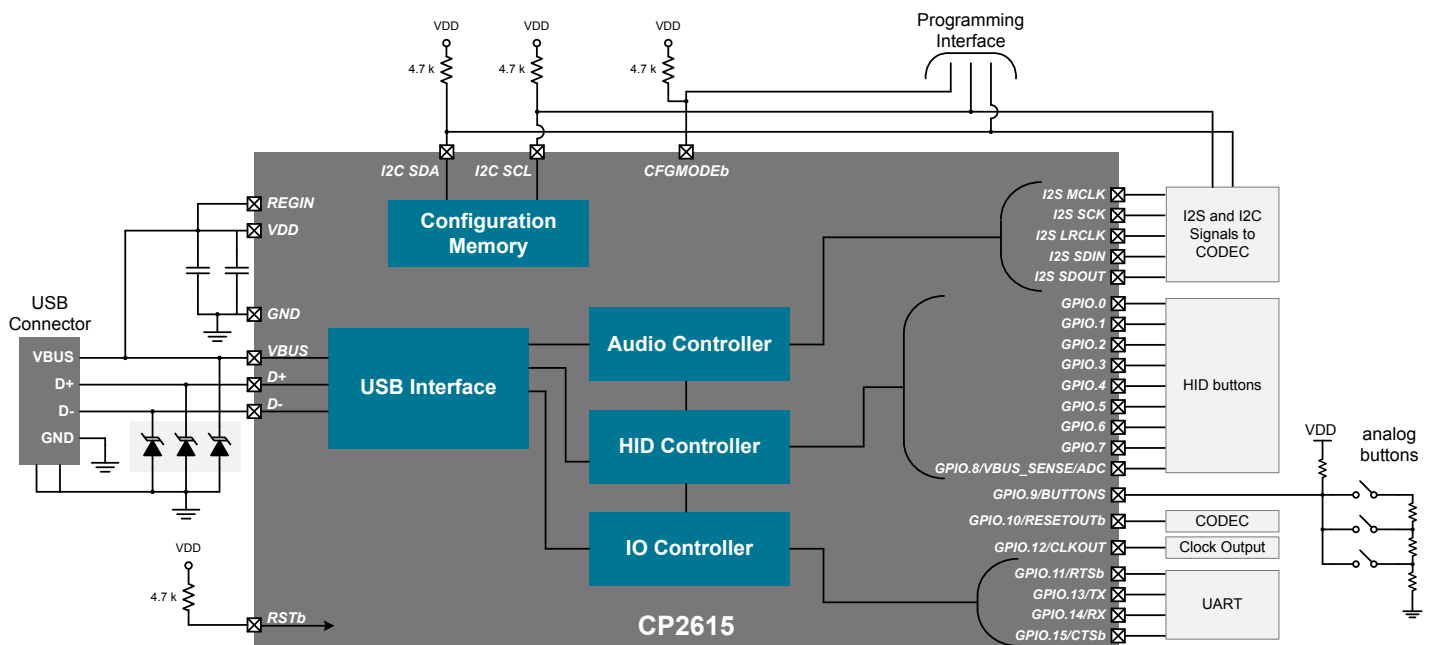 VDD
4.7 k
VDD
4.7 k
VDD
4.7 k
Programming
Interface
I2C SDA
I2C SCL
CFGMODEb
REGIN
VDD
GND
VBUS
D+
D-
RSTb
USB
Connector
VBUS
D+
D-
GND
VDD
4.7 k
Configuration
Memory
USB Interface
Audio Controller
HID Controller
IO Controller
CP2615
I2S MCLK
I2S SCK
I2S LRCLK
I2S SDIN
I2S SDOUT
I2S and I2C
Signals to
CODEC
GPIO.0
GPIO.1
GPIO.2
GPIO.3
GPIO.4
GPIO.5
GPIO.6
GPIO.7
GPIO.8/VBUS_SENSE/ADC
HID buttons
GPIO.9/BUTTONS
VDD
analog
buttons
GPIO.10/RESETOUTb
CODEC
GPIO.12/CLKOUT
Clock Output
GPIO.11/RTSb
GPIO.13/TX
GPIO.14/RX
GPIO.15/CTSb
UART